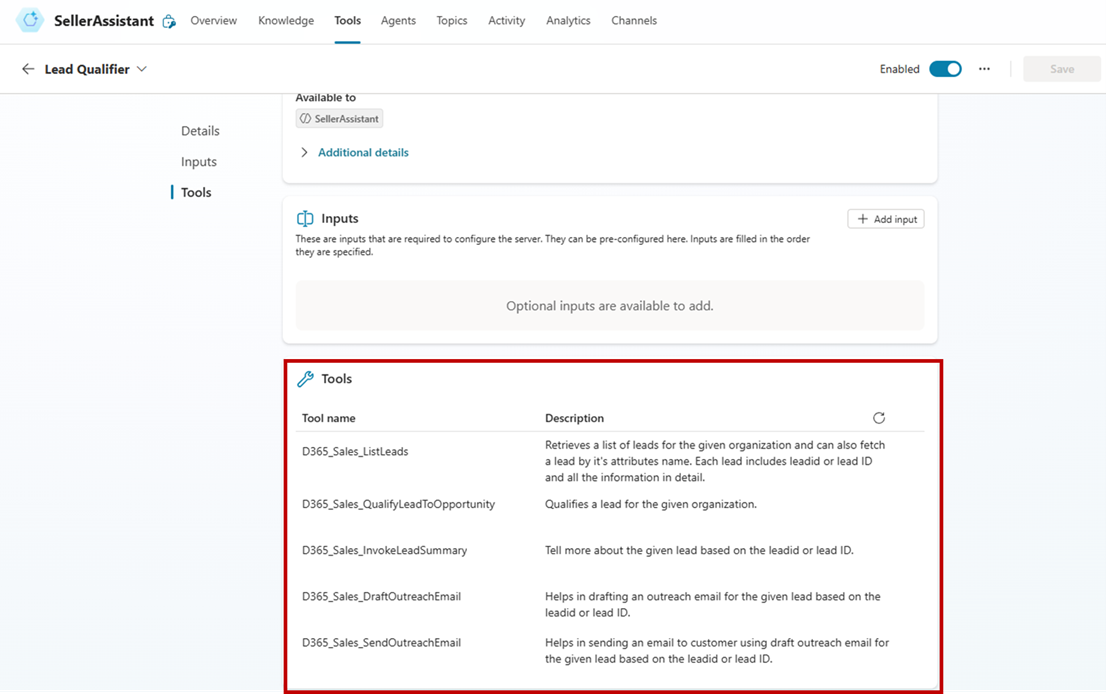 SellerAssistant Overview Knowledge Tools Agents Topics Activity Analytics Channels
Lead Qualifier Enabled Save
Available to
SellerAssistant
Additional details
Details
Inputs
Tools
Inputs
Add input
These are inputs that are required to configure the server. They can be pre-configured here. Inputs are filled in the order
they are specified.
Optional inputs are available to add.
Tools
Tool name Description
D365_Sales_ListLeads
Retrieves a list of leads for the given organization and can also fetch
a lead by it's attributes name. Each lead includes leadid or lead ID
and all the information in detail.
D365_Sales_QualifyLeadToOpportunity Qualifies a lead for the given organization.
D365_Sales_InvokeLeadSummary Tell more about the given lead based on the leadid or lead ID.
D365_Sales_DraftOutreachEmail Helps in drafting an outreach email for the given lead based on the
leadid or lead ID.
D365_Sales_SendOutreachEmail Helps in sending an email to customer using draft outreach email for
the given lead based on the leadid or lead ID.